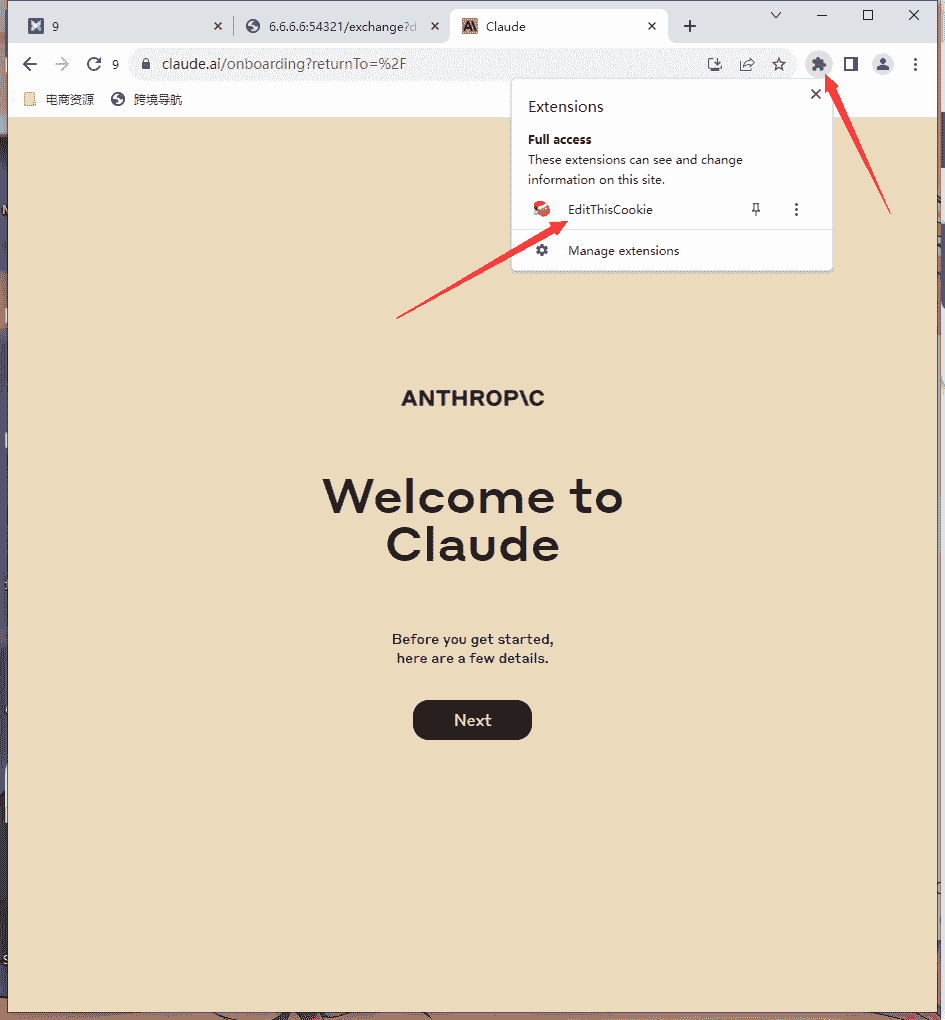 9
6.6.6.6:54321/exchange?d
Claude
9
claude.ai/onboarding?returnTo=%2F
电商资源
跨境导航
Extensions
Full access
These extensions can see and change
information on this site.
EditThisCookie
Manage extensions
ANTHROP\C
Welcome to
Claude
Before you get started,
here are a few details.
Next